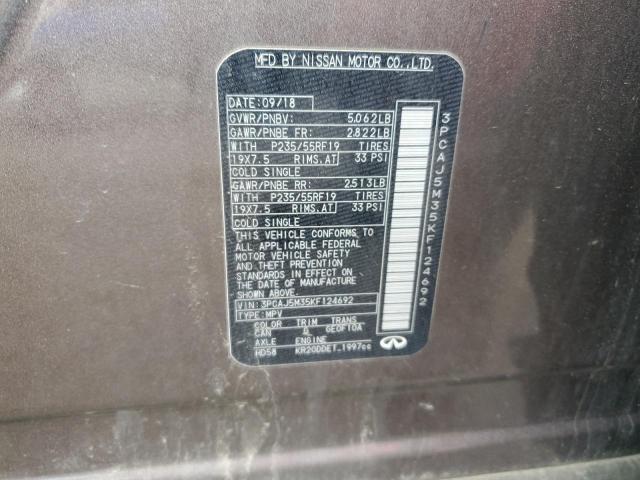 MFD BY NISSAN MOTOR CO.,LTD.
DATE: 09/18
GVWR/PNBV: 5.062LB
GAWR/PNBE FR: 2.822LB
WITH P235/55RF19 TIRES
19X7.5 RIMS.AT 33 PSI
COLD SINGLE
GAWR/PNBE RR: 2.513LB
WITH P235/55RF19 TIRES
19X7.5 RIMS.AT 33 PSI
COLD SINGLE
THIS VEHICLE CONFORMS TO
ALL APPLICABLE FEDERAL
MOTOR VEHICLE SAFETY
AND THEFT PREVENTION
STANDARDS IN EFFECT ON
THE DATE OF MANUFACTURE
SHOWN ABOVE.
VIN: 3PCAJ5M35KF124692
TYPE: MPV
COLOR TRIM TRANS
CAN G GE0F10A
AXLE ENGINE
HD58 KR20DDET 1997cc
3PCAJ5M35KF124692